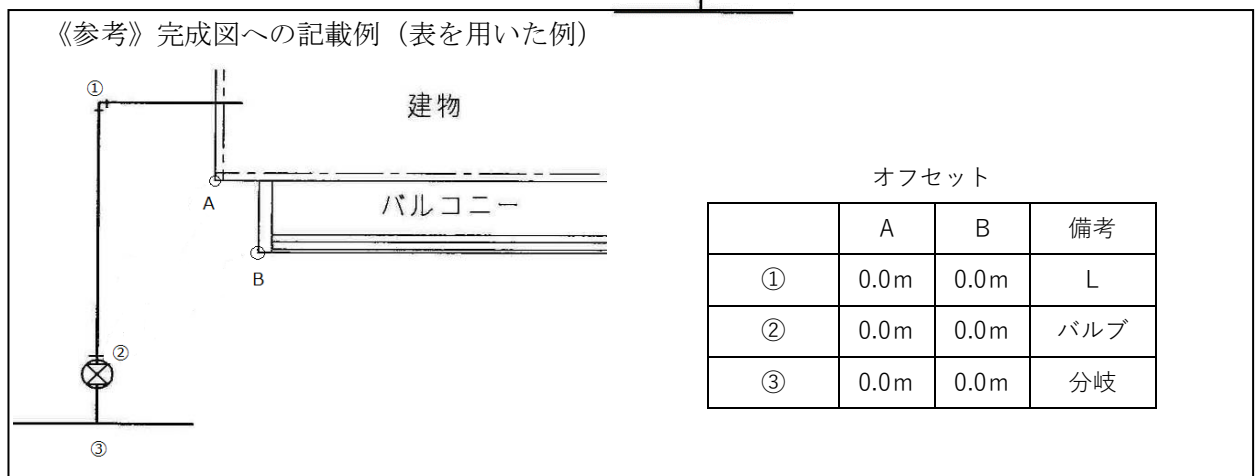 《参考》完成図への記載例（表を用いた例）
①
建物
A
バルコニー
B
②
③
オフセット
A B 備考
① 0.0m 0.0m L
② 0.0m 0.0m バルブ
③ 0.0m 0.0m 分岐